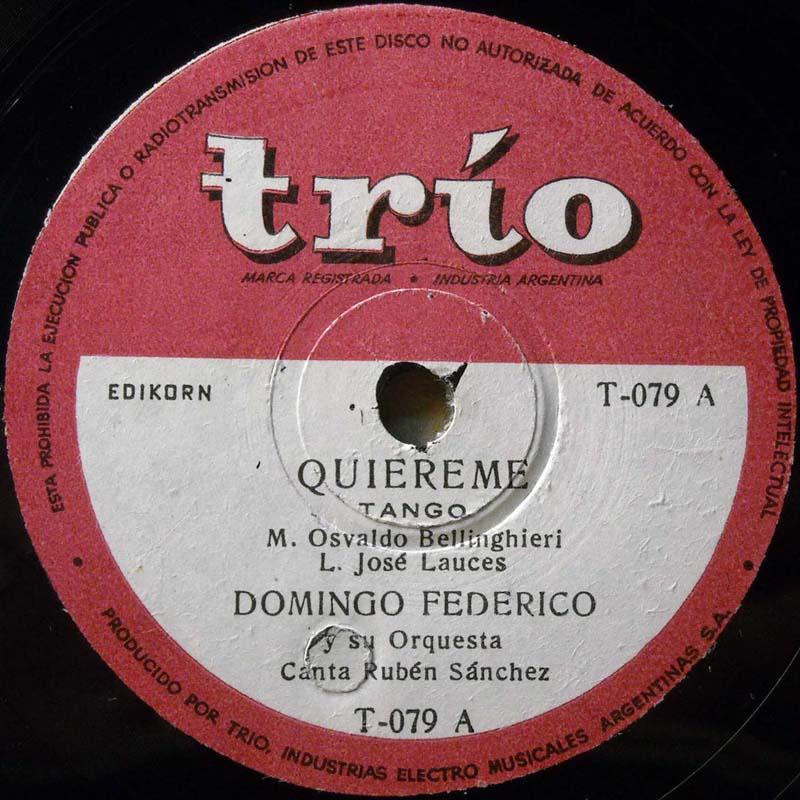 ESTA PROHIBIDA LA EJECUCION PUBLICA O RADIOTRANSMISION DE ESTE DISCO NO AUTORIZADA DE ACUERDO CON LA LEY DE PROPIEDAD INTELECTUAL
trío
MARCA REGISTRADA • INDUSTRIA ARGENTINA
EDIKORN
T-079 A
QUIEREME
TANGO
M. Osvaldo Bellinghieri
L. José Lauces
DOMINGO FEDERICO
y su Orquesta
Canta Rubén Sánchez
T-079 A
PRODUCIDO POR TRIO, INDUSTRIAS ELECTRO MUSICALES ARGENTINAS S.A.